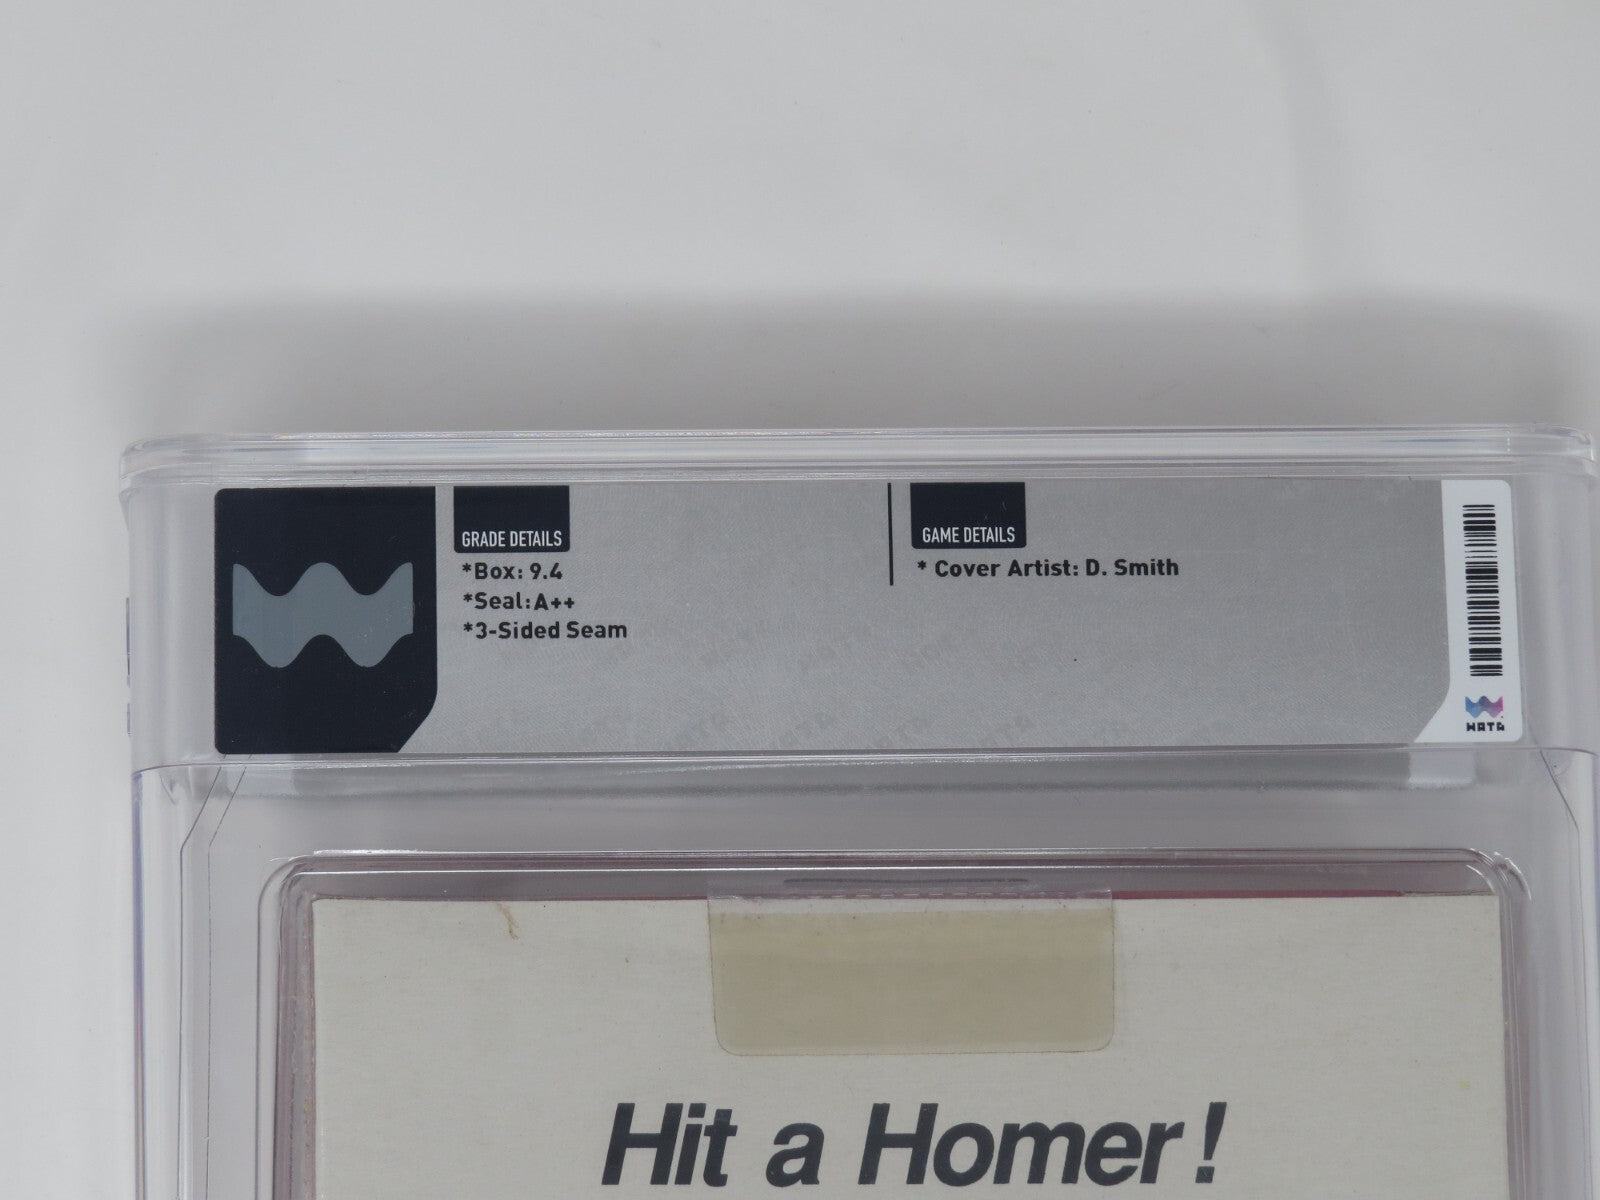 GRADE DETAILS
*Box: 9.4
*Seal: A++
*3-Sided Seam
GAME DETAILS
* Cover Artist: D. Smith
WATA
Hit a Homer!